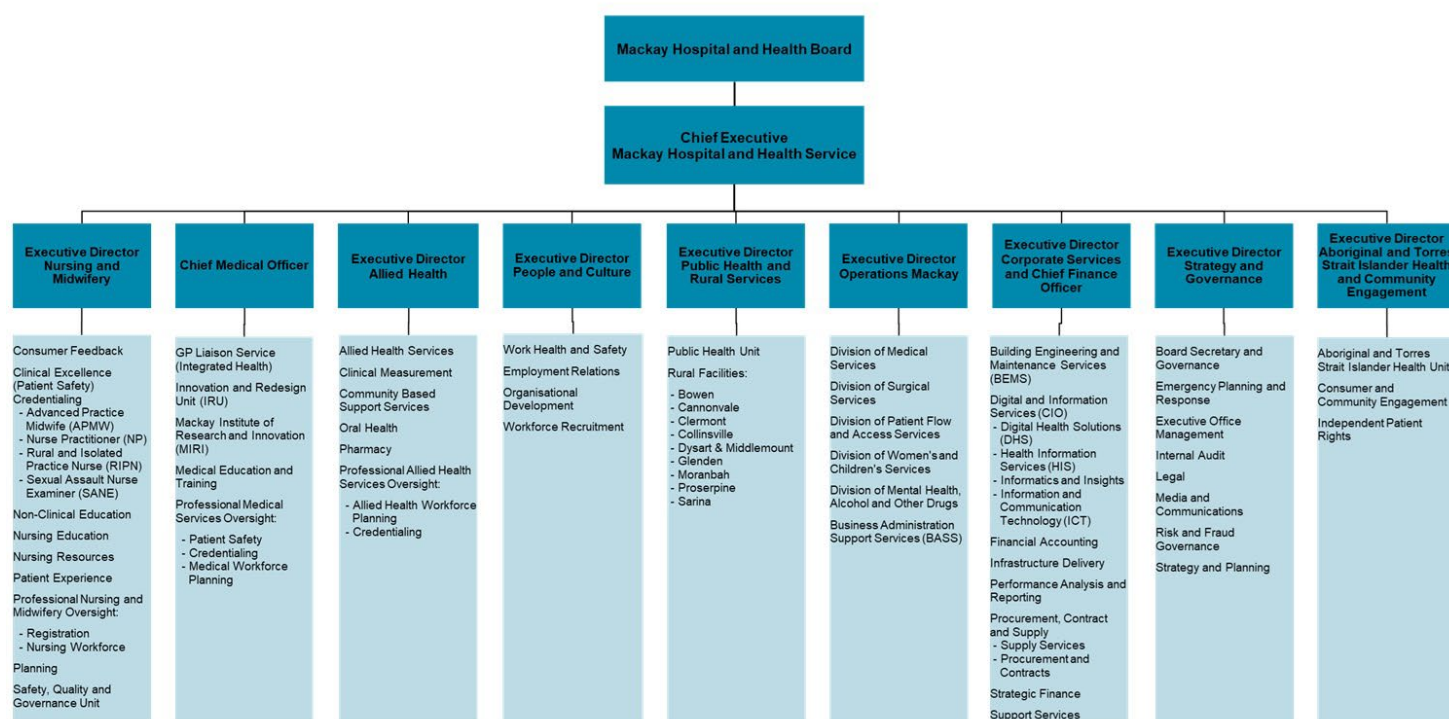 Mackay Hospital and Health Board
Chief Executive
Mackay Hospital and Health Service
Executive Director
Nursing and
Midwifery
Chief Medical Officer
Executive Director
Allied Health
Executive Director
People and Culture
Executive Director
Public Health and
Rural Services
Executive Director
Operations Mackay
Executive Director
Corporate Services
and Chief Finance
Officer
Executive Director
Strategy and
Governance
Executive Director
Aboriginal and Torres
Strait Islander Health
and Community
Engagement
Consumer Feedback
Clinical Excellence
(Patient Safety)
Credentialing
- Advanced Practice
Midwife (APMW)
- Nurse Practitioner (NP)
- Rural and Isolated
Practice Nurse (RIPN)
- Sexual Assault Nurse
Examiner (SANE)
Non-Clinical Education
Nursing Education
Nursing Resources
Patient Experience
Professional Nursing and
Midwifery Oversight:
- Registration
- Nursing Workforce
Planning
Safety, Quality and
Governance Unit
GP Liaison Service
(Integrated Health)
Innovation and Redesign
Unit (IRU)
Mackay Institute of
Research and Innovation
(MIRI)
Medical Education and
Training
Professional Medical
Services Oversight:
- Patient Safety
- Credentialing
- Medical Workforce
Planning
Allied Health Services
Clinical Measurement
Community Based
Support Services
Oral Health
Pharmacy
Professional Allied Health
Services Oversight:
- Allied Health Workforce
Planning
- Credentialing
Work Health and Safety
Employment Relations
Organisational
Development
Workforce Recruitment
Public Health Unit
Rural Facilities:
- Bowen
- Cannonvale
- Clermont
- Collinsville
- Dysart & Middlemount
- Glenden
- Moranbah
- Proserpine
- Sarina
Division of Medical
Services
Division of Surgical
Services
Division of Patient Flow
and Access Services
Division of Women's and
Children's Services
Division of Mental Health,
Alcohol and Other Drugs
Business Administration
Support Services (BASS)
Building Engineering and
Maintenance Services
(BEMS)
Digital and Information
Services (CIO)
- Digital Health Solutions
(DHS)
- Health Information
Services (HIS)
- Informatics and Insights
- Information and
Communication
Technology (ICT)
Financial Accounting
Infrastructure Delivery
Performance Analysis and
Reporting
Procurement, Contract
and Supply
- Supply Services
- Procurement and
Contracts
Strategic Finance
Support Services
Board Secretary and
Governance
Emergency Planning and
Response
Executive Office
Management
Internal Audit
Legal
Media and
Communications
Risk and Fraud
Governance
Strategy and Planning
Aboriginal and Torres
Strait Islander Health Unit
Consumer and
Community Engagement
Independent Patient
Rights